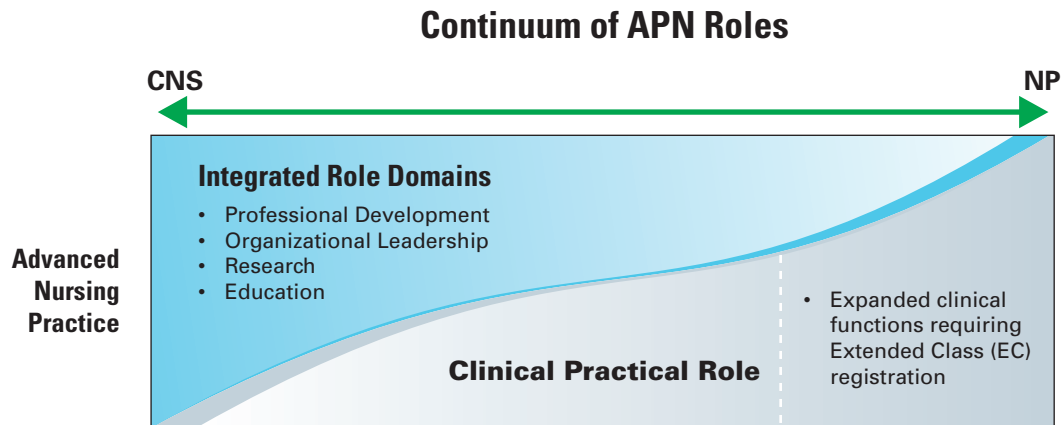 Continuum of APN Roles
CNS
NP
Integrated Role Domains
• Professional Development
• Organizational Leadership
• Research
• Education
Advanced
Nursing
Practice
• Expanded clinical
functions requiring
Extended Class (EC)
registration
Clinical Practical Role